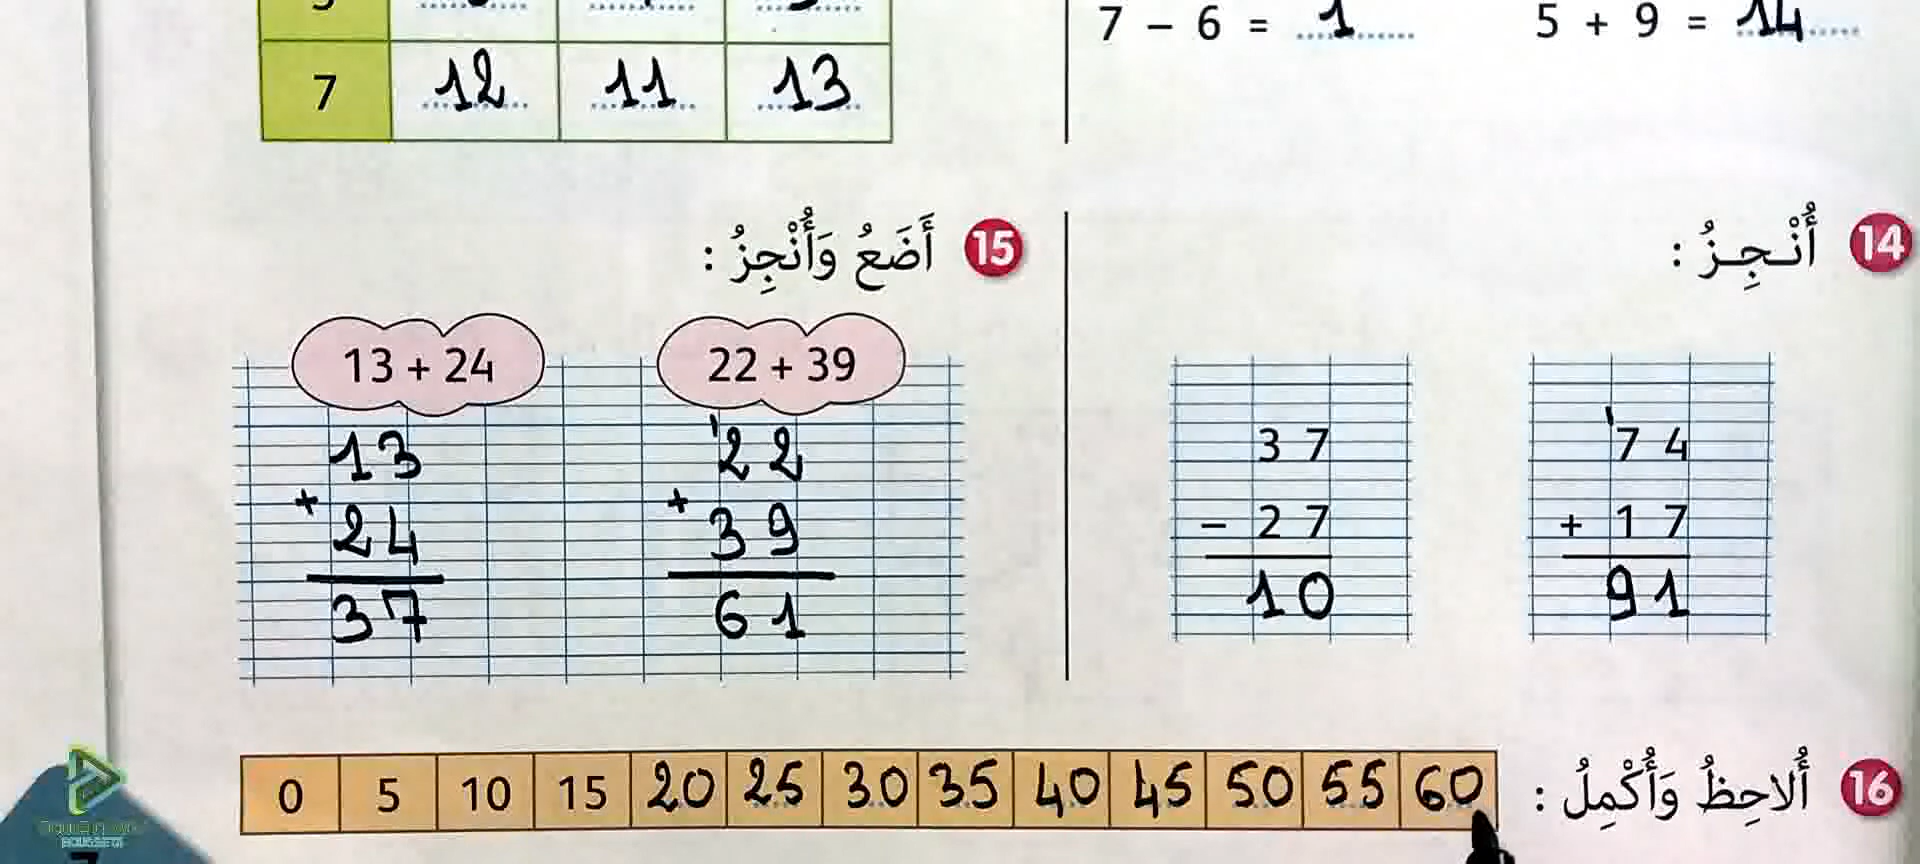 7 - 6 = 1
5 + 9 = 14
7 12 11 13
14 أُنْجِزُ :
74
+ 17
91
37
- 27
10
15 أَضَعُ وَأُنْجِزُ :
13 + 24
13
+
24
37
22 + 39
1
22
+
39
61
16 أُلاحِظُ وَأُكْمِلُ :
0 5 10 15 20 25 30 35 40 45 50 55 60